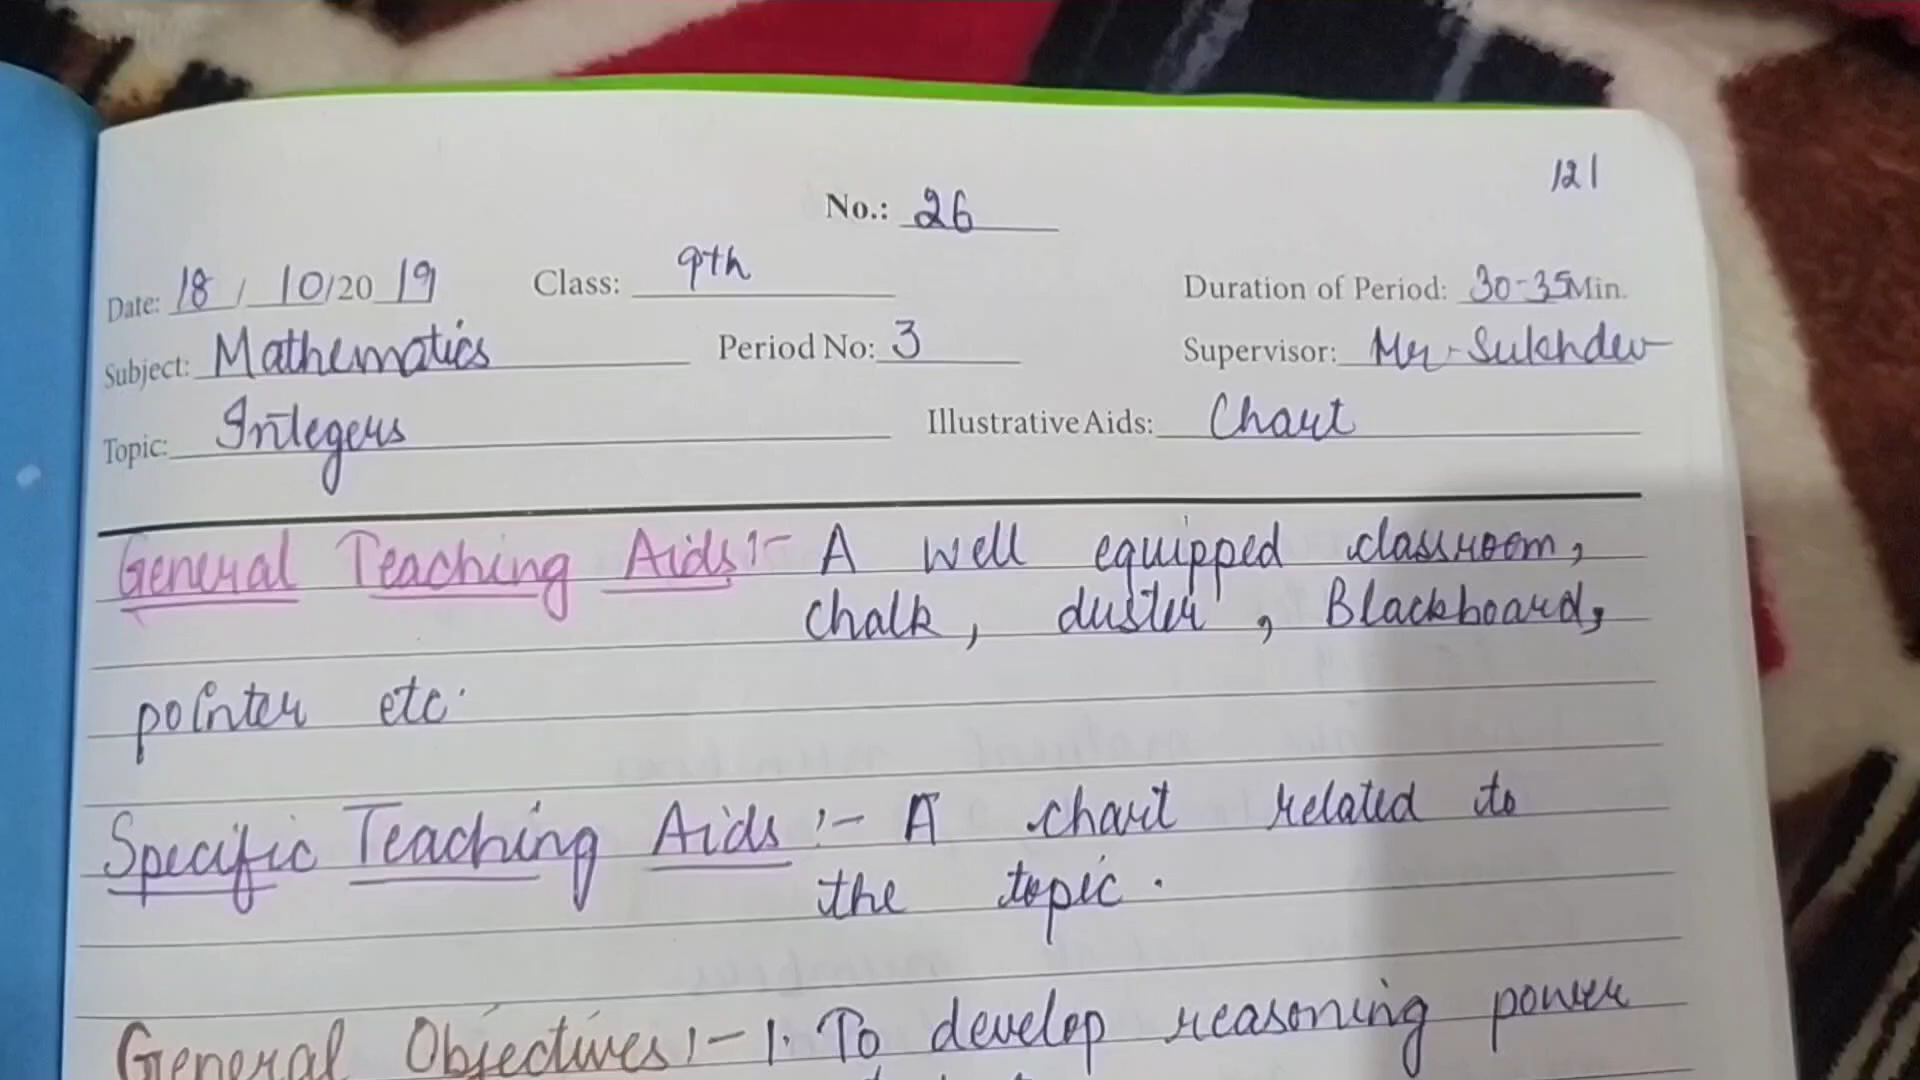 121
No.: 26
Date: 18 / 10/20 19 Class: 9th Duration of Period: 30-35 Min.
Subject: Mathematics Period No: 3 Supervisor: Mr. Sukhdev
Topic: Integers Illustrative Aids: Chart
General Teaching Aids :- A well equipped classroom,
chalk, duster, Blackboard,
pointer etc.
Specific Teaching Aids :- A chart related to
the topic.
General Objectives :- 1. To develop reasoning power